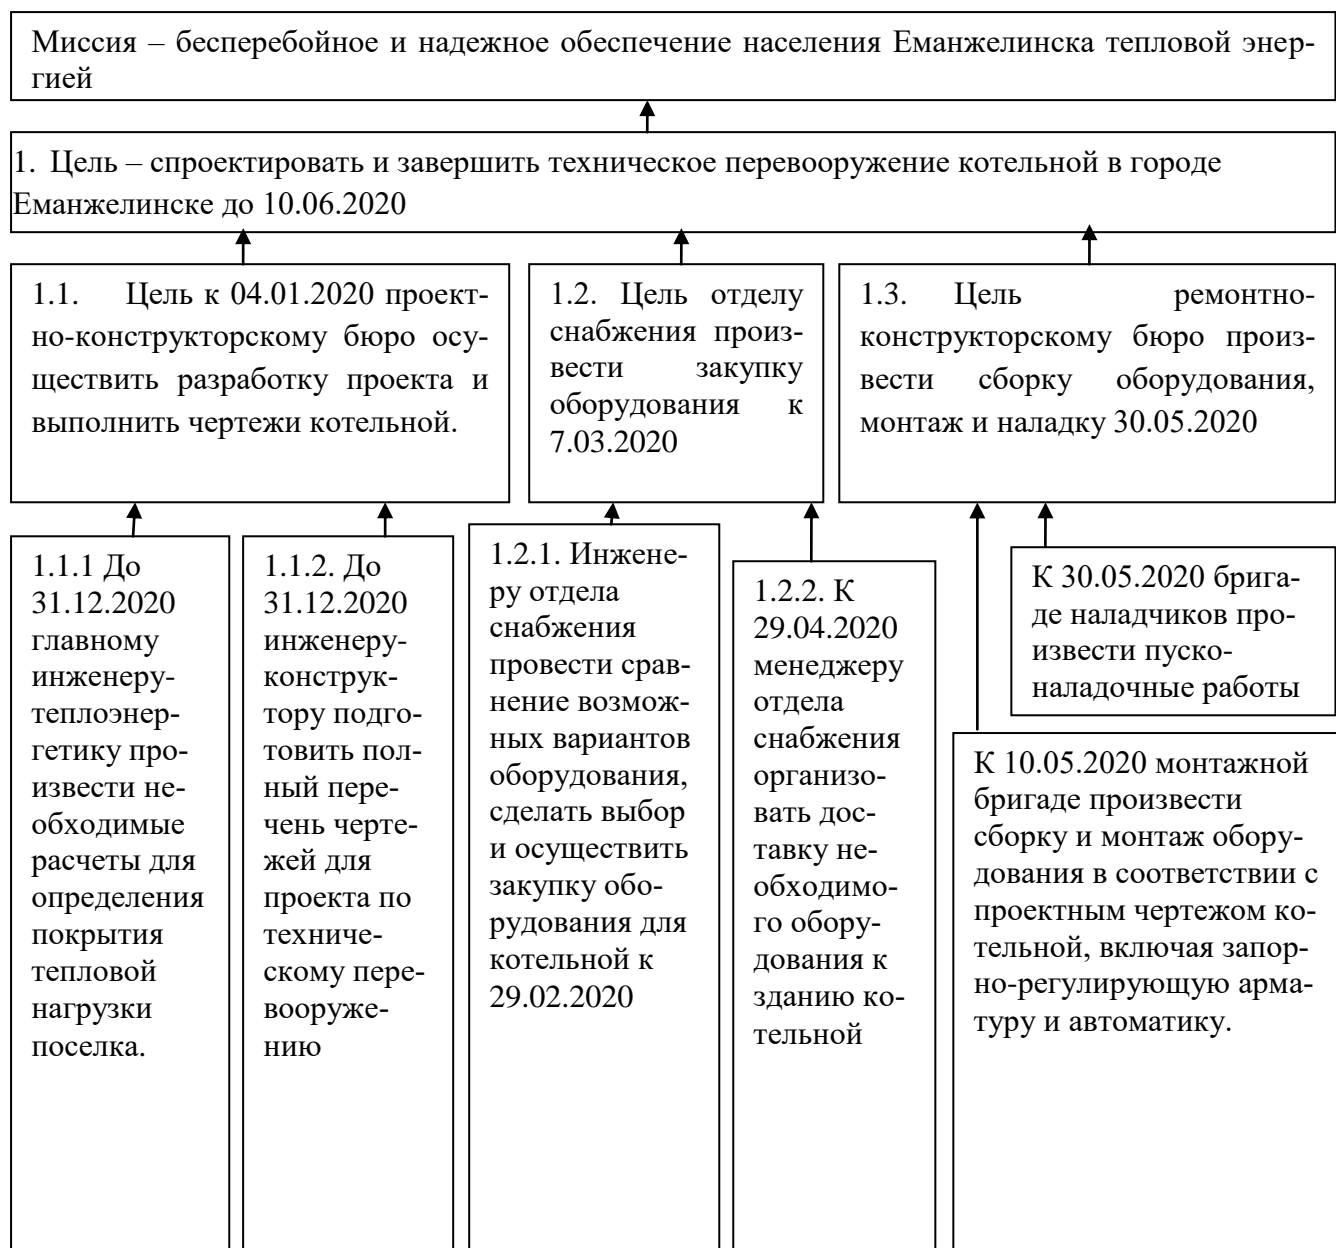 Миссия – бесперебойное и надежное обеспечение населения Еманжелинска тепловой энер-
гией
1. Цель – спроектировать и завершить техническое перевооружение котельной в городе
Еманжелинске до 10.06.2020
1.1. Цель к 04.01.2020 проект-
но-конструкторскому бюро осу-
ществить разработку проекта и
выполнить чертежи котельной.
1.2. Цель отделу
снабжения произ-
вести закупку
оборудования к
7.03.2020
1.3. Цель ремонтно-
конструкторскому бюро произ-
вести сборку оборудования,
монтаж и наладку 30.05.2020
1.1.1 До
31.12.2020
главному
инженеру-
теплоэнер-
гетику про-
извести не-
обходимые
расчеты для
определения
покрытия
тепловой
нагрузки
поселка.
1.1.2. До
31.12.2020
инженеру-
конструк-
тору подго-
товить пол-
ный пере-
чень черте-
жей для
проекта по
техниче-
скому пере-
вооруже-
нию
1.2.1. Инжене-
ру отдела
снабжения
провести срав-
нение возмож-
ных вариантов
оборудования,
сделать выбор
и осуществить
закупку обо-
рудования для
котельной к
29.02.2020
1.2.2. К
29.04.2020
менеджеру
отдела
снабжения
организо-
вать дос-
тавку не-
обходимо-
го обору-
дования к
зданию ко-
тельной
К 30.05.2020 брига-
де наладчиков про-
извести пуско-
наладочные работы
К 10.05.2020 монтажной
бригаде произвести
сборку и монтаж обору-
дования в соответствии с
проектным чертежом ко-
тельной, включая запор-
но-регулирующую арма-
туру и автоматику.